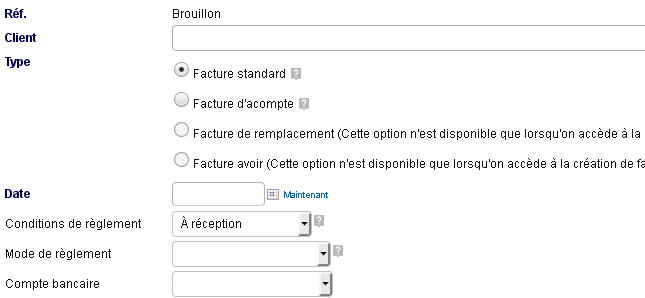 Réf. Brouillon
Client
Type
Facture standard ?
Facture d'acompte ?
Facture de remplacement (Cette option n'est disponible que lorsqu'on accède à la
Facture avoir (Cette option n'est disponible que lorsqu'on accède à la création de fa
Date Maintenant
Conditions de règlement À réception ?
Mode de règlement ?
Compte bancaire